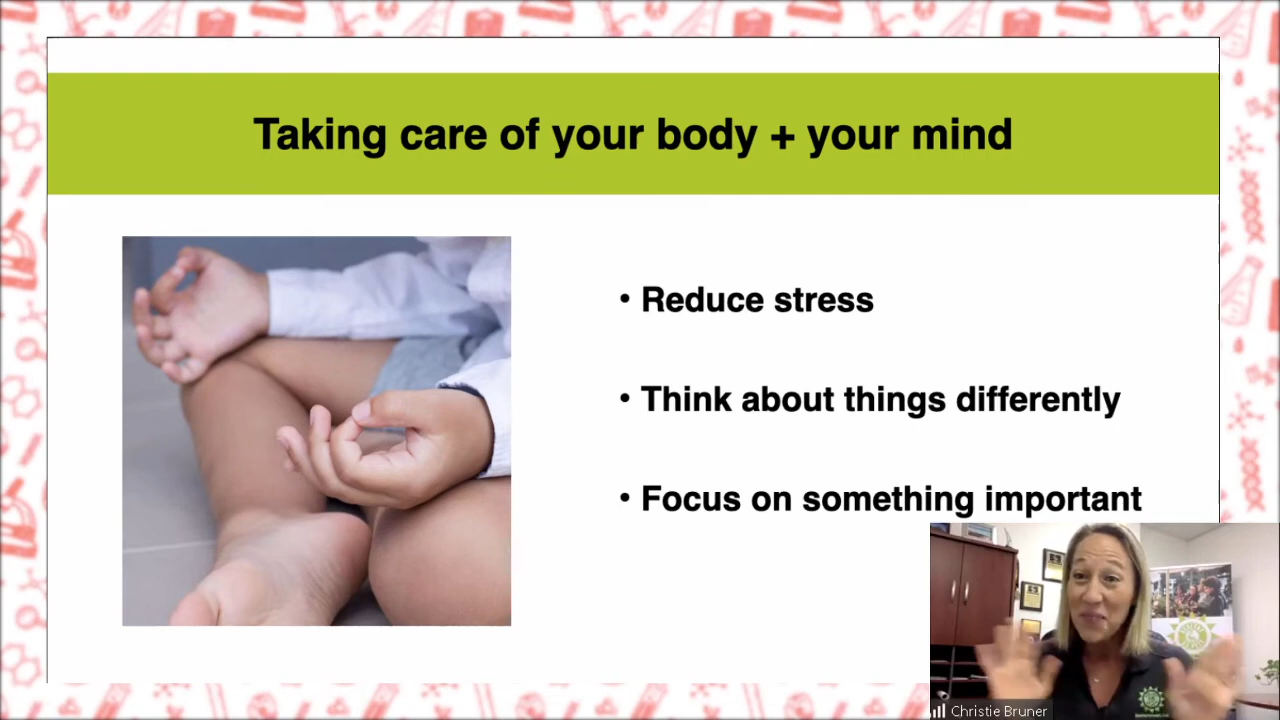 Taking care of your body + your mind
• Reduce stress
• Think about things differently
• Focus on something important
Christie Bruner